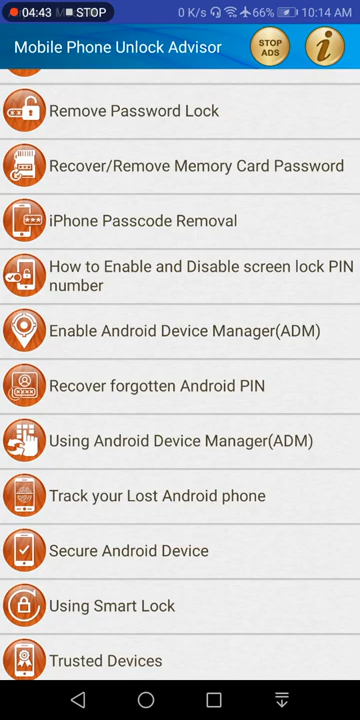 04:43 STOP 0 K/s 66% 10:14 AM
Mobile Phone Unlock Advisor
STOP
ADS
i
Remove Password Lock
Recover/Remove Memory Card Password
iPhone Passcode Removal
How to Enable and Disable screen lock PIN
number
Enable Android Device Manager(ADM)
Recover forgotten Android PIN
Using Android Device Manager(ADM)
Track your Lost Android phone
Secure Android Device
Using Smart Lock
Trusted Devices